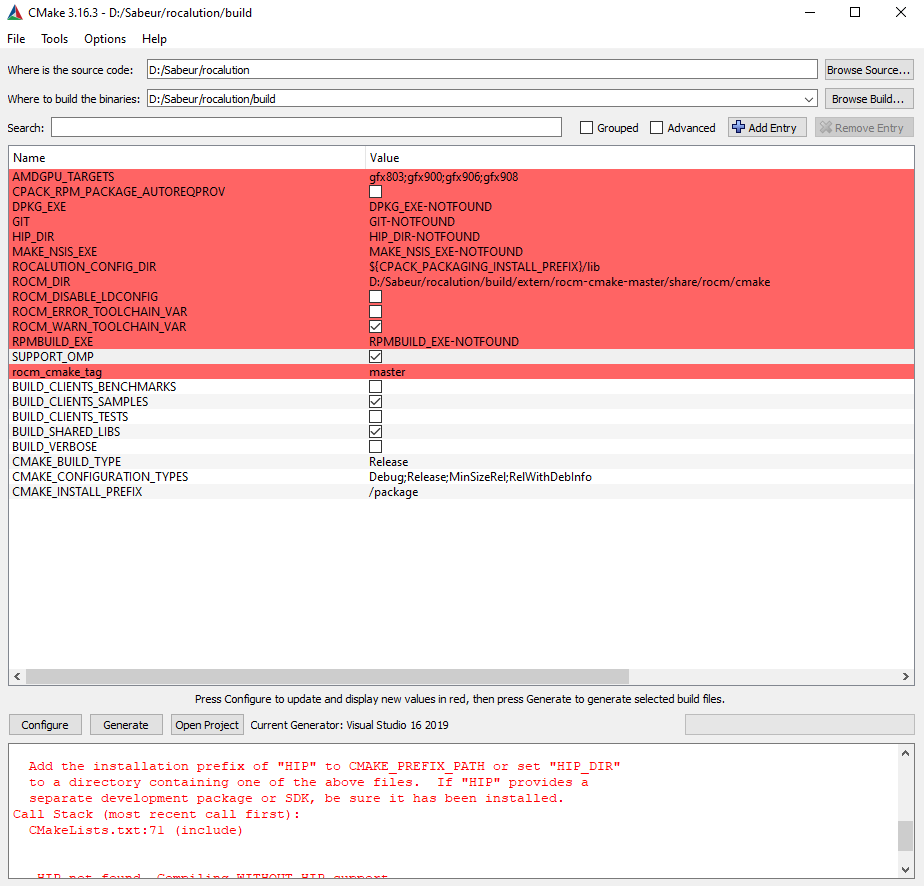 CMake 3.16.3 - D:/Sabeur/rocalution/build
File Tools Options Help
Where is the source code: D:/Sabeur/rocalution Browse Source...
Where to build the binaries: D:/Sabeur/rocalution/build Browse Build...
Search: Grouped Advanced Add Entry Remove Entry
Name Value
AMDGPU_TARGETS gfx803;gfx900;gfx906;gfx908
CPACK_RPM_PACKAGE_AUTOREQPROV
DPKG_EXE DPKG_EXE-NOTFOUND
GIT GIT-NOTFOUND
HIP_DIR HIP_DIR-NOTFOUND
MAKE_NSIS_EXE MAKE_NSIS_EXE-NOTFOUND
ROCALUTION_CONFIG_DIR ${CPACK_PACKAGING_INSTALL_PREFIX}/lib
ROCM_DIR D:/Sabeur/rocalution/build/extern/rocm-cmake-master/share/rocm/cmake
ROCM_DISABLE_LDCONFIG
ROCM_ERROR_TOOLCHAIN_VAR
ROCM_WARN_TOOLCHAIN_VAR
RPMBUILD_EXE RPMBUILD_EXE-NOTFOUND
SUPPORT_OMP
rocm_cmake_tag master
BUILD_CLIENTS_BENCHMARKS
BUILD_CLIENTS_SAMPLES
BUILD_CLIENTS_TESTS
BUILD_SHARED_LIBS
BUILD_VERBOSE
CMAKE_BUILD_TYPE Release
CMAKE_CONFIGURATION_TYPES Debug;Release;MinSizeRel;RelWithDebInfo
CMAKE_INSTALL_PREFIX /package
Press Configure to update and display new values in red, then press Generate to generate selected build files.
Configure Generate Open Project Current Generator: Visual Studio 16 2019
Add the installation prefix of "HIP" to CMAKE_PREFIX_PATH or set "HIP_DIR"
to a directory containing one of the above files. If "HIP" provides a
separate development package or SDK, be sure it has been installed.
Call Stack (most recent call first):
CMakeLists.txt:71 (include)
HIP not found. Compiling WITHOUT HIP support